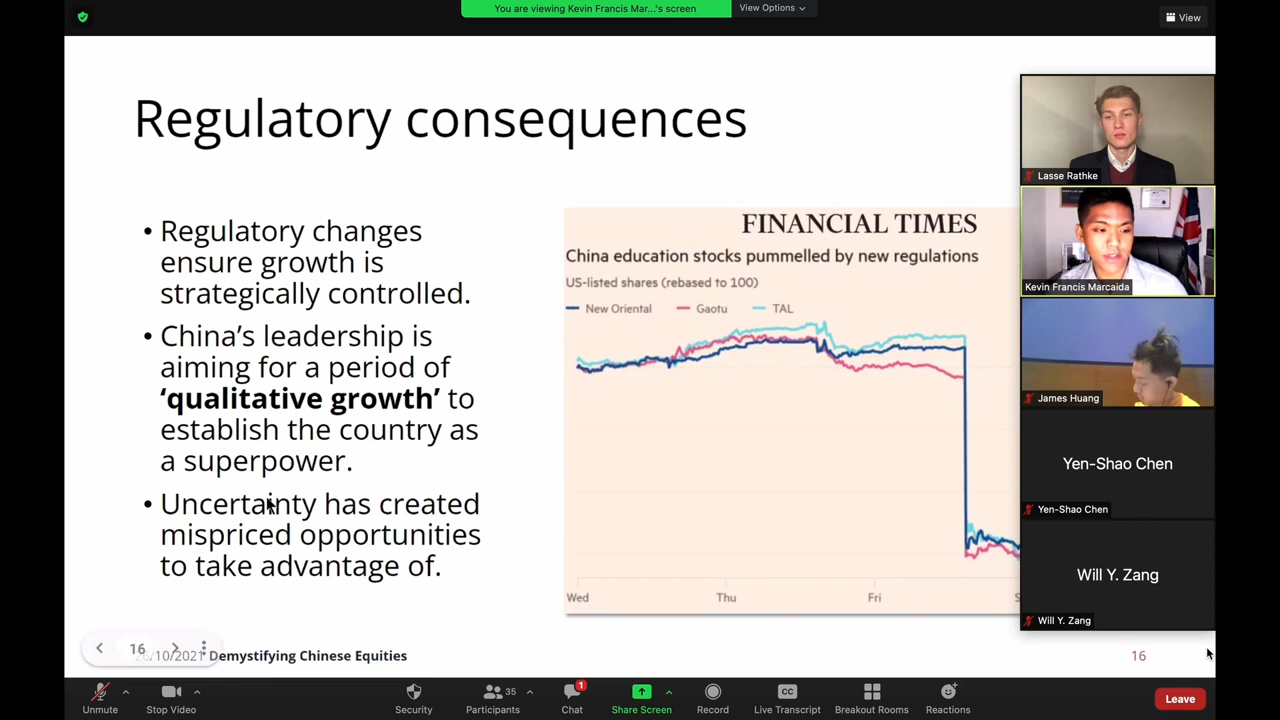 You are viewing Kevin Francis Mar...'s screen
View Options
View
Regulatory consequences
• Regulatory changes
ensure growth is
strategically controlled.
• China’s leadership is
aiming for a period of
‘qualitative growth’ to
establish the country as
a superpower.
• Uncertainty has created
mispriced opportunities
to take advantage of.
FINANCIAL TIMES
China education stocks pummelled by new regulations
US-listed shares (rebased to 100)
New Oriental Gaotu TAL
Wed Thu Fri
Lasse Rathke
Kevin Francis Marcaida
James Huang
Yen-Shao Chen
Yen-Shao Chen
Will Y. Zang
Will Y. Zang
16
/10/2021 Demystifying Chinese Equities
16
35
1
CC
Unmute Stop Video Security Participants Chat Share Screen Record Live Transcript Breakout Rooms Reactions Leave